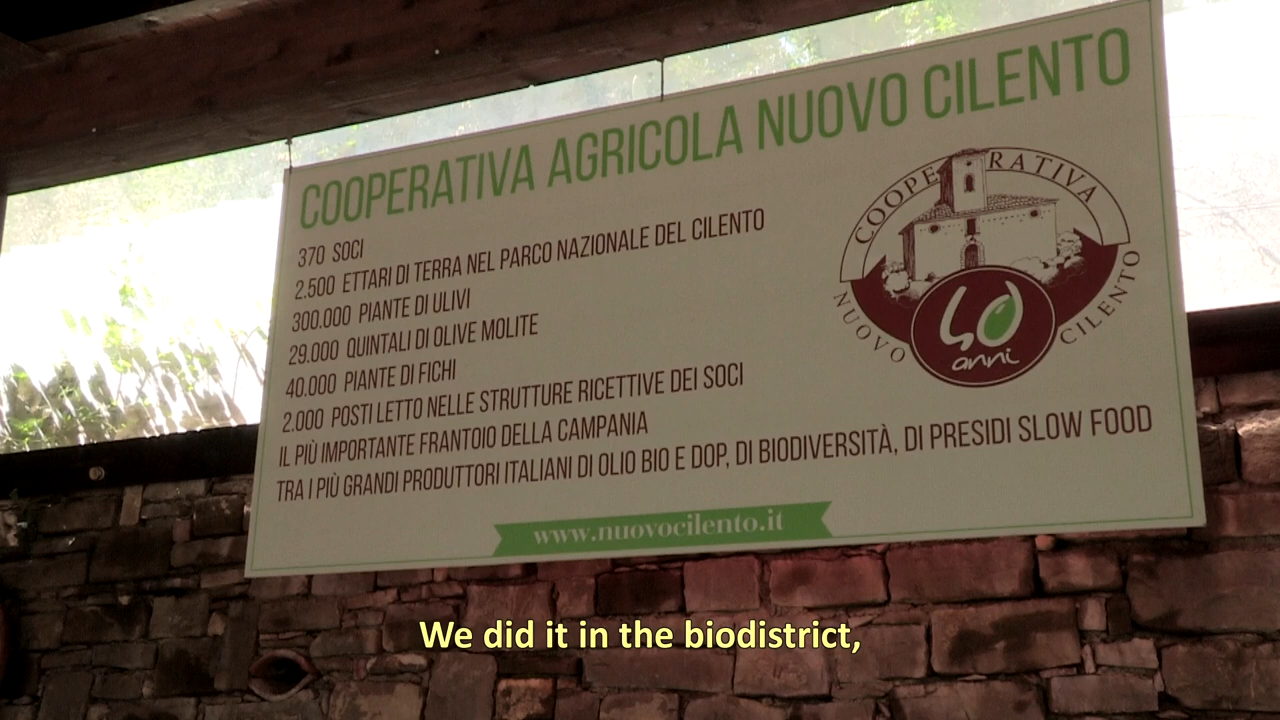 COOPERATIVA AGRICOLA NUOVO CILENTO
370 SOCI
2.500 ETTARI DI TERRA NEL PARCO NAZIONALE DEL CILENTO
300.000 PIANTE DI ULIVI
29.000 QUINTALI DI OLIVE MOLITE
40.000 PIANTE DI FICHI
2.000 POSTI LETTO NELLE STRUTTURE RICETTIVE DEI SOCI
IL PIÙ IMPORTANTE FRANTOIO DELLA CAMPANIA
TRA I PIÙ GRANDI PRODUTTORI ITALIANI DI OLIO BIO E DOP, DI BIODIVERSITÀ, DI PRESIDI SLOW FOOD
COOPERATIVA
NUOVO CILENTO
40
anni
www.nuovocilento.it
We did it in the biodistrict,